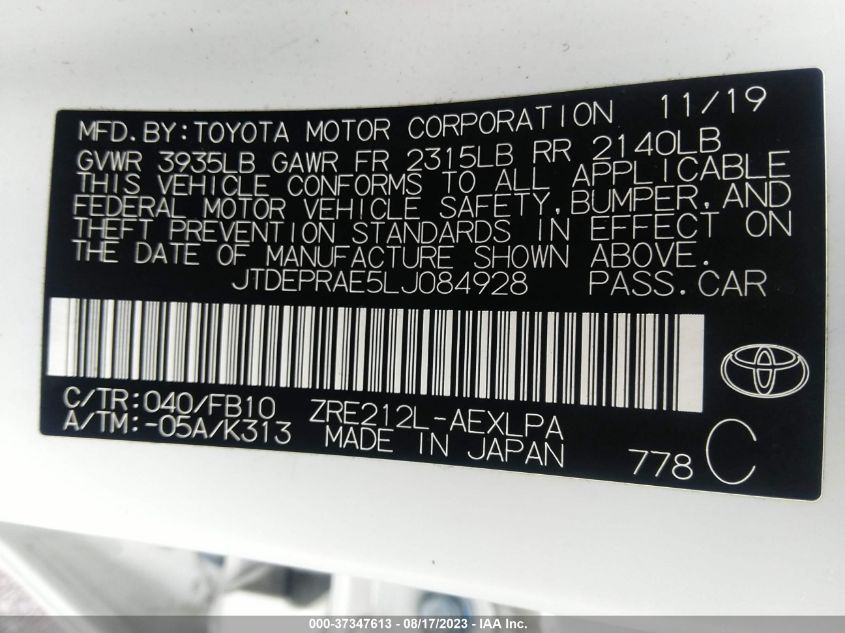 MFD.BY:TOYOTA MOTOR CORPORATION 11/19
GVWR 3935LB GAWR FR 2315LB RR 2140LB
THIS VEHICLE CONFORMS TO ALL APPLICABLE
FEDERAL MOTOR VEHICLE SAFETY,BUMPER,AND
THEFT PREVENTION STANDARDS IN EFFECT ON
THE DATE OF MANUFACTURE SHOWN ABOVE.
JTDEPRAE5LJ084928 PASS.CAR
C/TR:040/FB10 ZRE212L-AEXLPA
A/TM:-05A/K313 MADE IN JAPAN 778 C
000-37347613 - 08/17/2023 - IAA Inc.